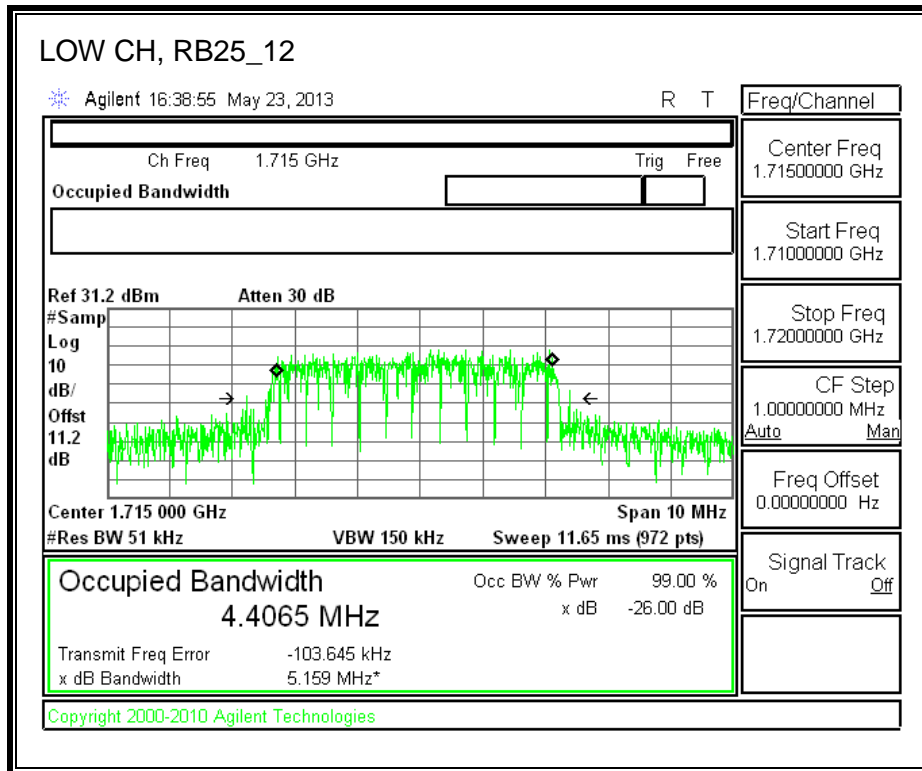 LOW CH, RB25_12
Agilent 16:38:55 May 23, 2013 R T
Freq/Channel
Ch Freq 1.715 GHz Trig Free
Occupied Bandwidth
Center Freq
1.71500000 GHz
Start Freq
1.71000000 GHz
Stop Freq
1.72000000 GHz
CF Step
1.00000000 MHz
Auto Man
Freq Offset
0.00000000 Hz
Signal Track
On Off
Ref 31.2 dBm Atten 30 dB
#Samp
Log
10
dB/
Offst
11.2
dB
Center 1.715 000 GHz Span 10 MHz
#Res BW 51 kHz VBW 150 kHz Sweep 11.65 ms (972 pts)
Occupied Bandwidth Occ BW % Pwr 99.00 %
4.4065 MHz x dB -26.00 dB
Transmit Freq Error -103.645 kHz
x dB Bandwidth 5.159 MHz*
Copyright 2000-2010 Agilent Technologies